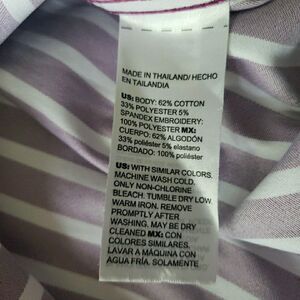 MADE IN THAILAND/ HECHO
EN TAILANDIA
US: BODY: 62% COTTON
33% POLYESTER 5%
SPANDEX EMBROIDERY:
100% POLYESTER MX:
CUERPO: 62% ALGODÓN
33% poliéster 5% elastano
BORDADO: 100% poliéster
US: WITH SIMILAR COLORS.
MACHINE WASH COLD.
ONLY NON-CHLORINE
BLEACH. TUMBLE DRY LOW.
WARM IRON. REMOVE
PROMPTLY AFTER
WASHING, MAY BE DRY
CLEANED MX: CON
COLORES SIMILARES.
LAVAR A MÁQUINA CON
AGUA FRÍA. SOLAMENTE